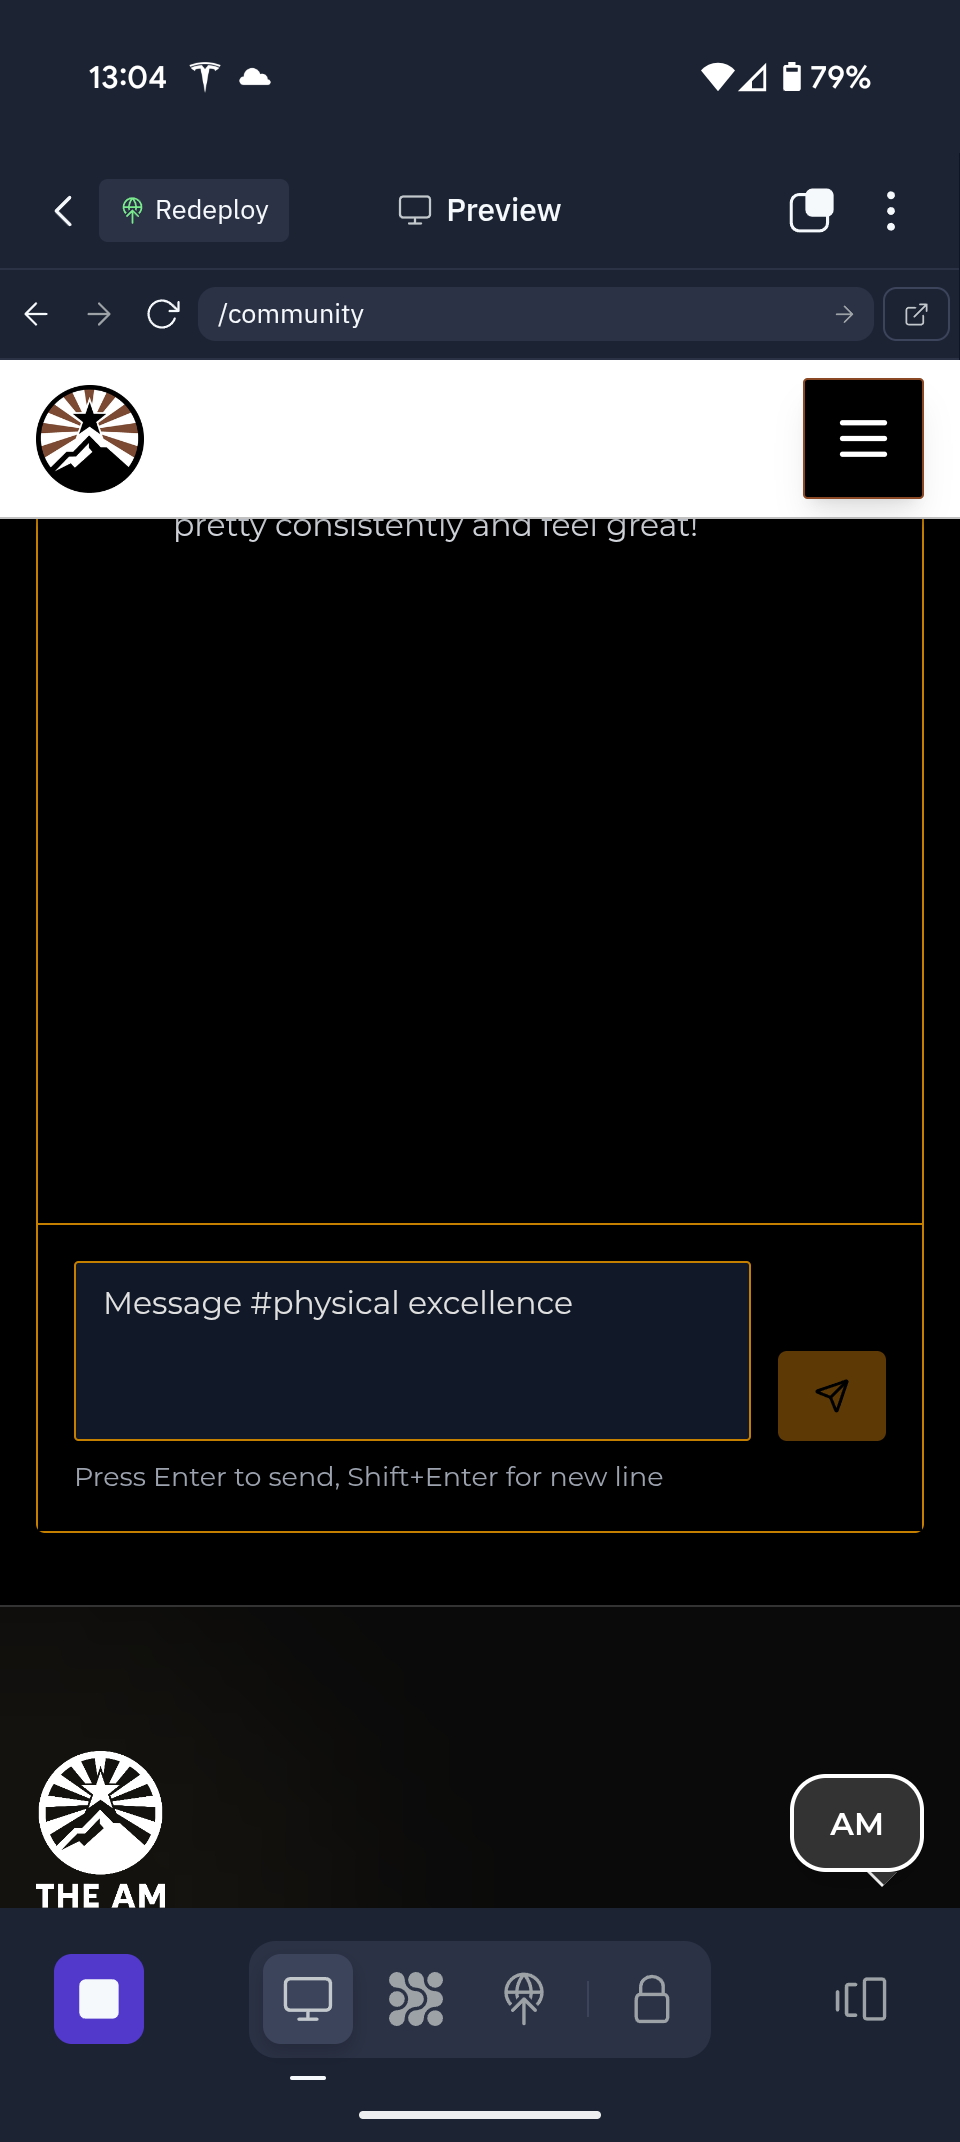 13:04
79%
Redeploy
Preview
/community
pretty consistently and feel great!
Message #physical excellence
Press Enter to send, Shift+Enter for new line
THE AM
AM